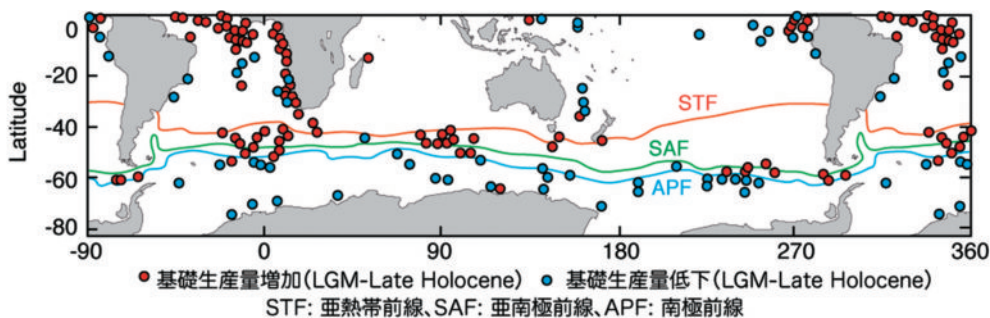 0
-20
-40
-60
-80
Latitude
STF
SAF
APF
-90 0 90 180 270 360
基礎生産量増加(LGM-Late Holocene) 基礎生産量低下(LGM-Late Holocene)
STF: 亜熱帯前線、SAF: 亜南極前線、APF: 南極前線